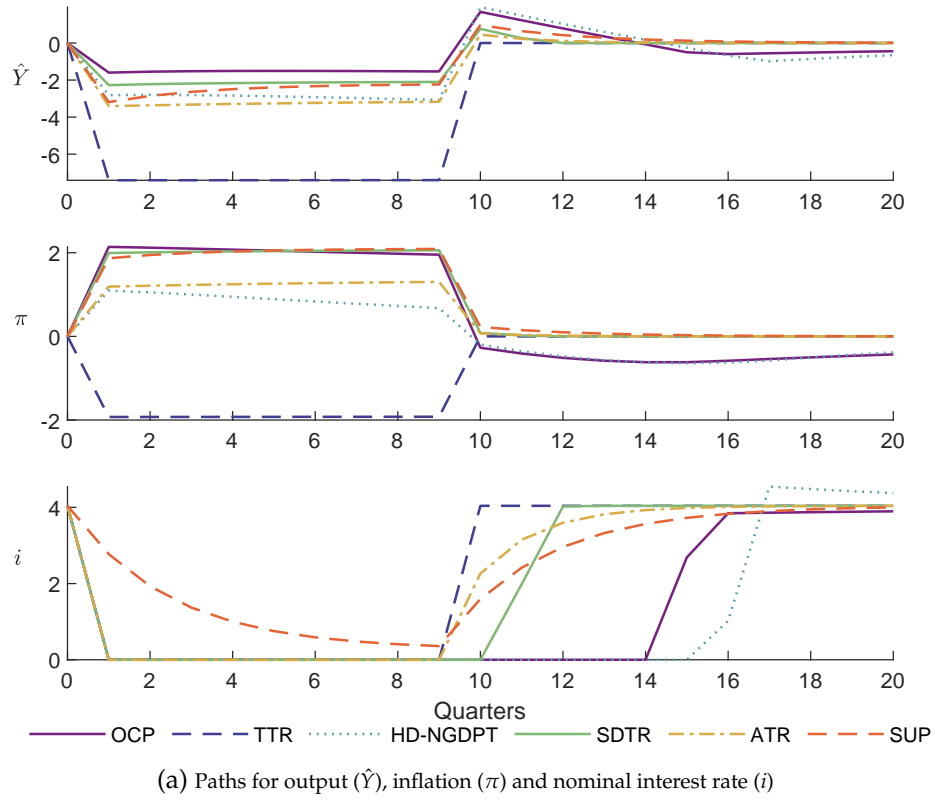 0
-2
-4
-6
Ŷ
0 2 4 6 8 10 12 14 16 18 20
2
0
-2
π
0 2 4 6 8 10 12 14 16 18 20
4
2
0
i
0 2 4 6 8 10 12 14 16 18 20
Quarters
OCP TTR HD-NGDPT SDTR ATR SUP
(a) Paths for output (Ŷ), inflation (π) and nominal interest rate (i)